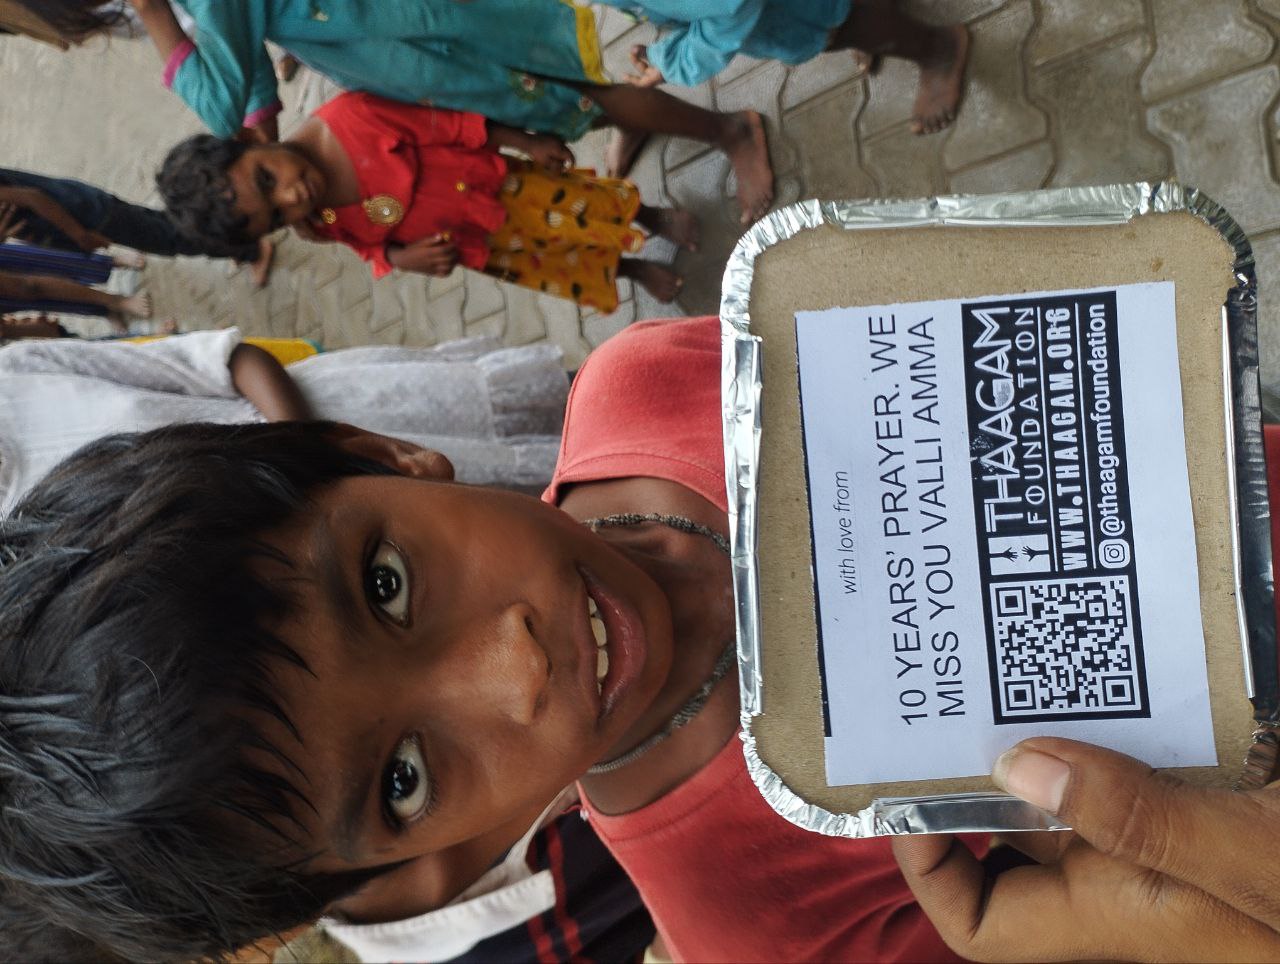 with love from
10 YEARS' PRAYER. WE
MISS YOU VALLI AMMA
THAAGAM
FOUNDATION
WWW.THAAGAM.ORG
@thaagamfoundation